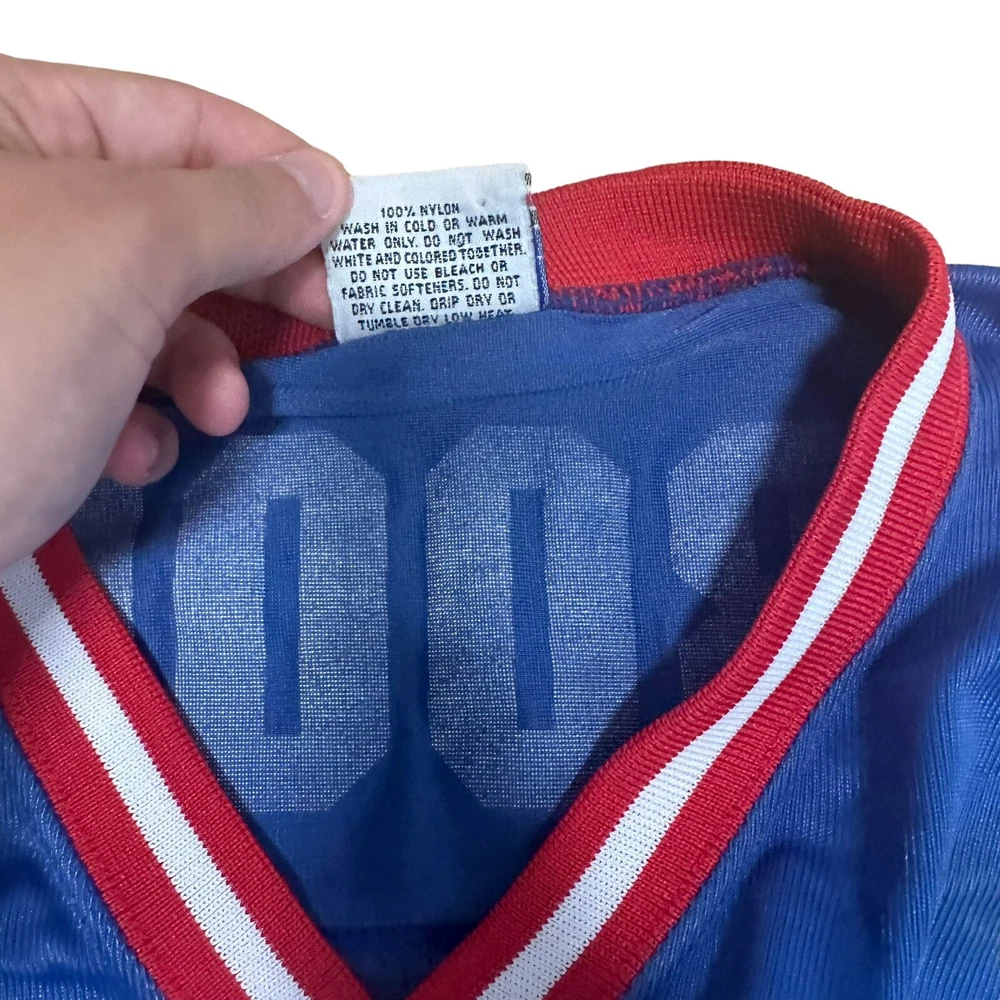 100% NYLON
WASH IN COLD OR WARM
WATER ONLY. DO NOT WASH
WHITE AND COLORED TOGETHER.
DO NOT USE BLEACH OR
FABRIC SOFTENERS. DO NOT
DRY CLEAN. DRIP DRY OR
TUMBLE DRY LOW HEAT
OO